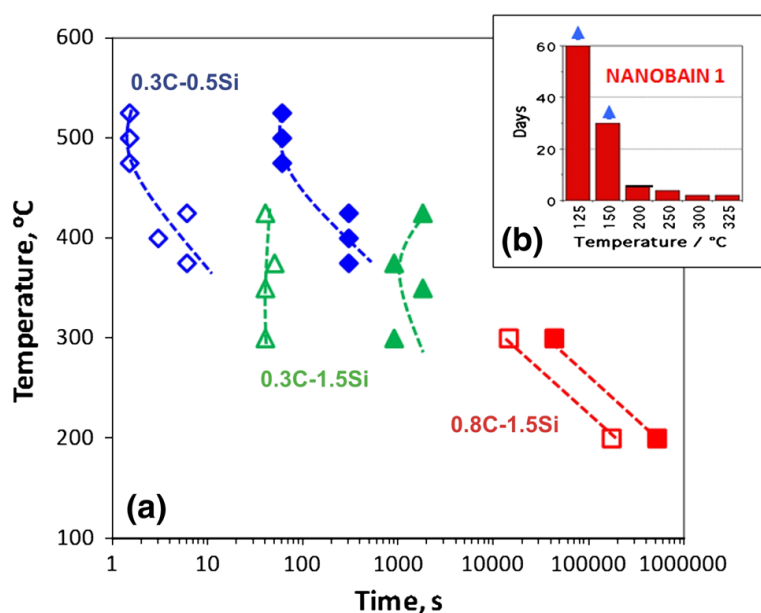 600
500
400
300
200
100
Temperature, ºC
0.3C-0.5Si
0.3C-1.5Si
0.8C-1.5Si
(a)
1 10 100 1000 10000 100000 1000000
Time, s
60
40
20
0
Days
NANOBAIN 1
(b)
125 150 200 250 300 325
Temperature / °C